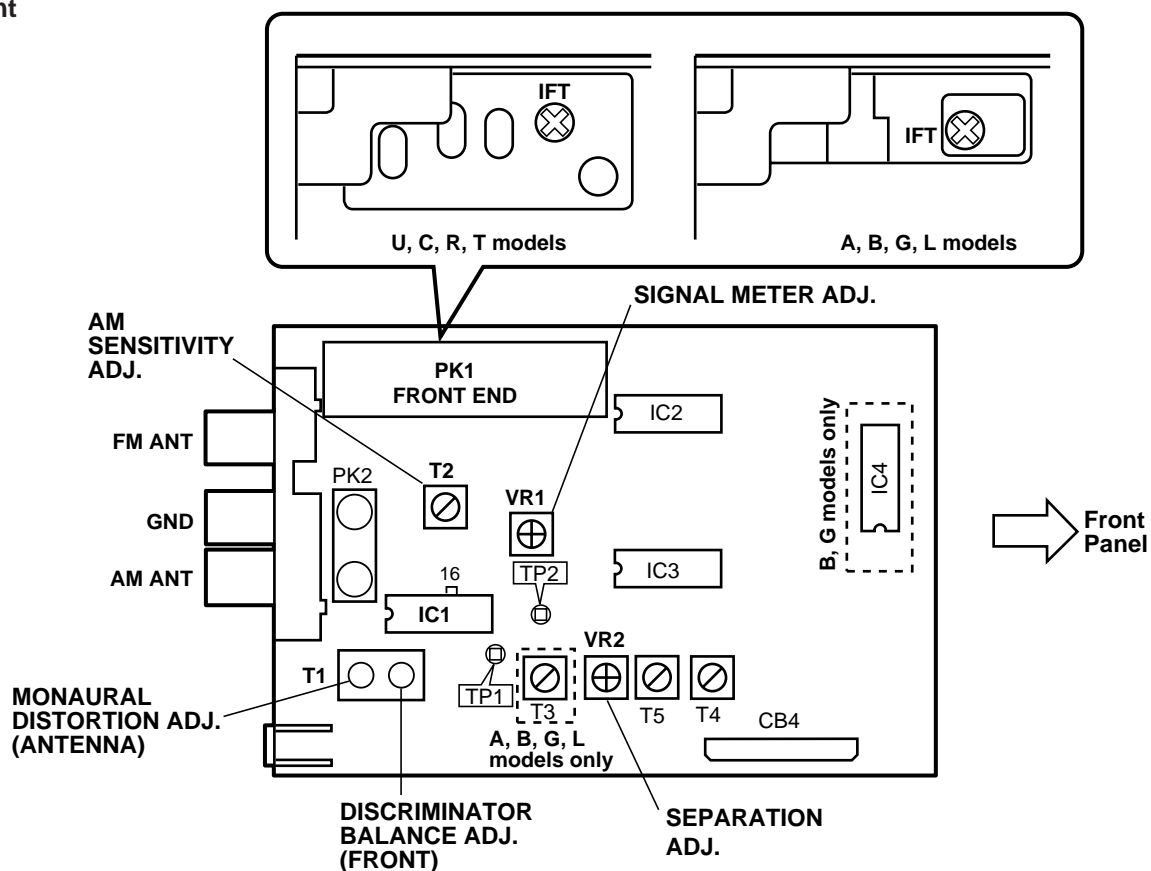 nt
IFT
IFT
U, C, R, T models
A, B, G, L models
SIGNAL METER ADJ.
AM
SENSITIVITY
ADJ.
PK1
FRONT END
IC2
FM ANT
PK2
T2
VR1
B, G models only
IC4
GND
Front
Panel
AM ANT
16
TP2
IC3
IC1
VR2
T1
TP1
T3
T5
T4
MONAURAL
DISTORTION ADJ.
(ANTENNA)
A, B, G, L
models only
CB4
DISCRIMINATOR
BALANCE ADJ.
(FRONT)
SEPARATION
ADJ.